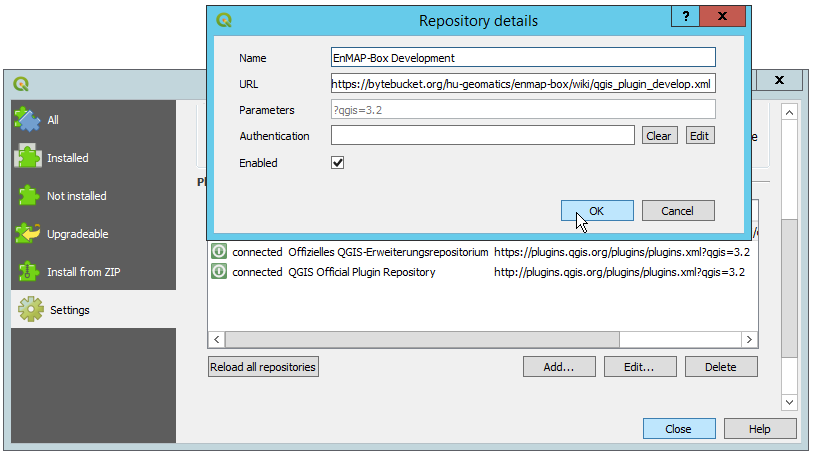 Repository details
?
x
Name
EnMAP-Box Development
URL
https://bytebucket.org/hu-geomatics/enmap-box/wiki/qgis_plugin_develop.xml
Parameters
?qgis=3.2
Authentication
Clear
Edit
Enabled
OK
Cancel
x
All
Installed
Not installed
Upgradeable
Install from ZIP
Settings
connected Offizielles QGIS-Erweiterungsrepositorium https://plugins.qgis.org/plugins/plugins.xml?qgis=3.2
connected QGIS Official Plugin Repository http://plugins.qgis.org/plugins/plugins.xml?qgis=3.2
Reload all repositories
Add...
Edit...
Delete
Close
Help